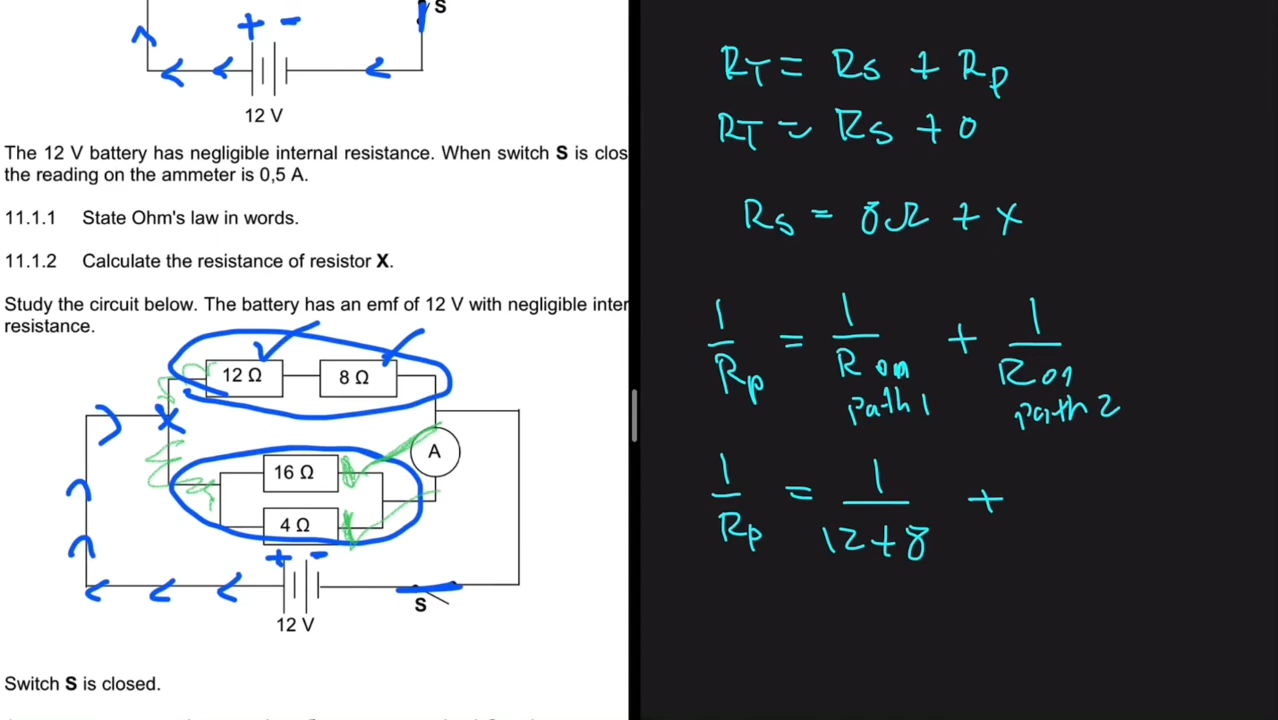 S
+ -
12 V
The 12 V battery has negligible internal resistance. When switch S is clos
the reading on the ammeter is 0,5 A.
11.1.1 State Ohm's law in words.
11.1.2 Calculate the resistance of resistor X.
Study the circuit below. The battery has an emf of 12 V with negligible inter
resistance.
12 Ω 8 Ω
A
16 Ω
4 Ω
+ -
S
12 V
Switch S is closed.
RT = Rs + Rp
RT = Rs + 0
Rs = 8Ω + X
1/Rp = 1/R on path 1 + 1/R on path 2
1/Rp = 1/12+8 +